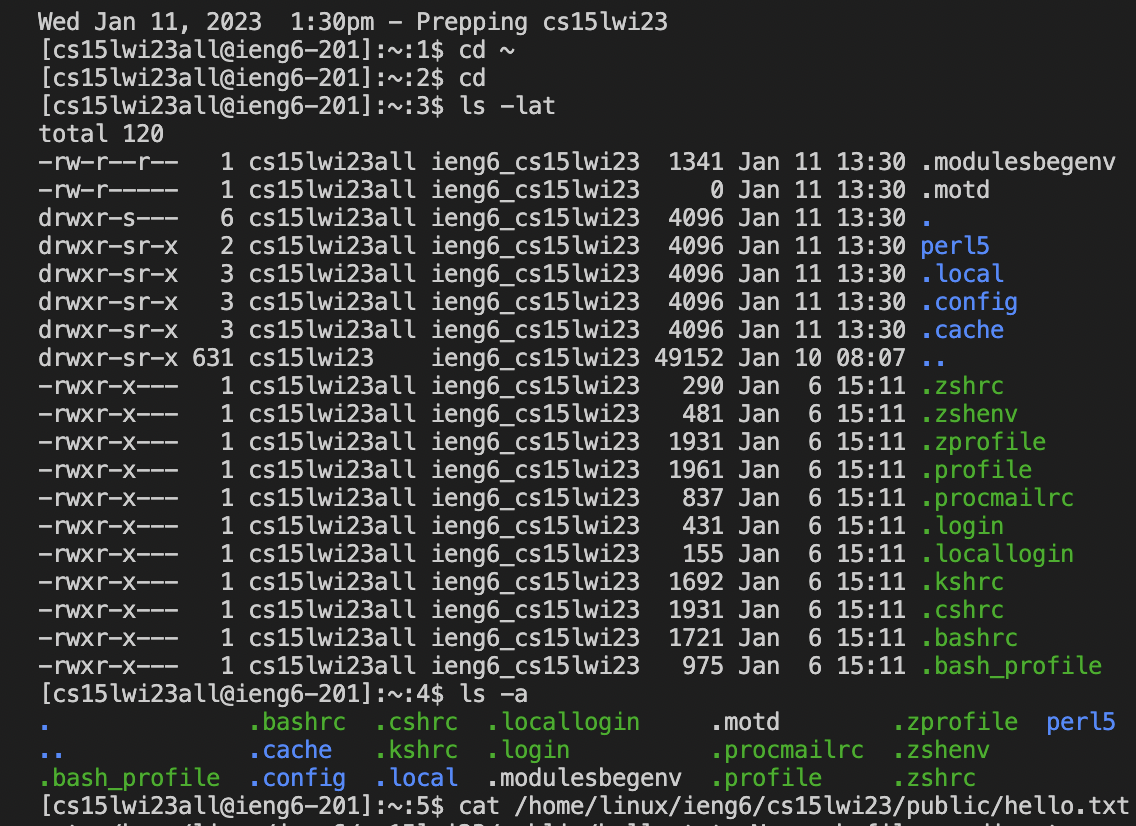 Wed Jan 11, 2023  1:30pm - Prepping cs15lwi23
[cs15lwi23all@ieng6-201]:~:1$ cd ~
[cs15lwi23all@ieng6-201]:~:2$ cd
[cs15lwi23all@ieng6-201]:~:3$ ls -lat
total 120
-rw-r--r--   1 cs15lwi23all ieng6_cs15lwi23  1341 Jan 11 13:30 .modulesbegenv
-rw-r-----   1 cs15lwi23all ieng6_cs15lwi23     0 Jan 11 13:30 .motd
drwxr-s---   6 cs15lwi23all ieng6_cs15lwi23  4096 Jan 11 13:30 .
drwxr-sr-x   2 cs15lwi23all ieng6_cs15lwi23  4096 Jan 11 13:30 perl5
drwxr-sr-x   3 cs15lwi23all ieng6_cs15lwi23  4096 Jan 11 13:30 .local
drwxr-sr-x   3 cs15lwi23all ieng6_cs15lwi23  4096 Jan 11 13:30 .config
drwxr-sr-x   3 cs15lwi23all ieng6_cs15lwi23  4096 Jan 11 13:30 .cache
drwxr-sr-x 631 cs15lwi23    ieng6_cs15lwi23 49152 Jan 10 08:07 ..
-rwxr-x---   1 cs15lwi23all ieng6_cs15lwi23   290 Jan  6 15:11 .zshrc
-rwxr-x---   1 cs15lwi23all ieng6_cs15lwi23   481 Jan  6 15:11 .zshenv
-rwxr-x---   1 cs15lwi23all ieng6_cs15lwi23  1931 Jan  6 15:11 .zprofile
-rwxr-x---   1 cs15lwi23all ieng6_cs15lwi23  1961 Jan  6 15:11 .profile
-rwxr-x---   1 cs15lwi23all ieng6_cs15lwi23   837 Jan  6 15:11 .procmailrc
-rwxr-x---   1 cs15lwi23all ieng6_cs15lwi23   431 Jan  6 15:11 .login
-rwxr-x---   1 cs15lwi23all ieng6_cs15lwi23   155 Jan  6 15:11 .locallogin
-rwxr-x---   1 cs15lwi23all ieng6_cs15lwi23  1692 Jan  6 15:11 .kshrc
-rwxr-x---   1 cs15lwi23all ieng6_cs15lwi23  1931 Jan  6 15:11 .cshrc
-rwxr-x---   1 cs15lwi23all ieng6_cs15lwi23  1721 Jan  6 15:11 .bashrc
-rwxr-x---   1 cs15lwi23all ieng6_cs15lwi23   975 Jan  6 15:11 .bash_profile
[cs15lwi23all@ieng6-201]:~:4$ ls -a
.              .bashrc  .cshrc  .locallogin     .motd        .zprofile  perl5
..             .cache   .kshrc  .login          .procmailrc  .zshenv
.bash_profile  .config  .local  .modulesbegenv  .profile     .zshrc
[cs15lwi23all@ieng6-201]:~:5$ cat /home/linux/ieng6/cs15lwi23/public/hello.txt